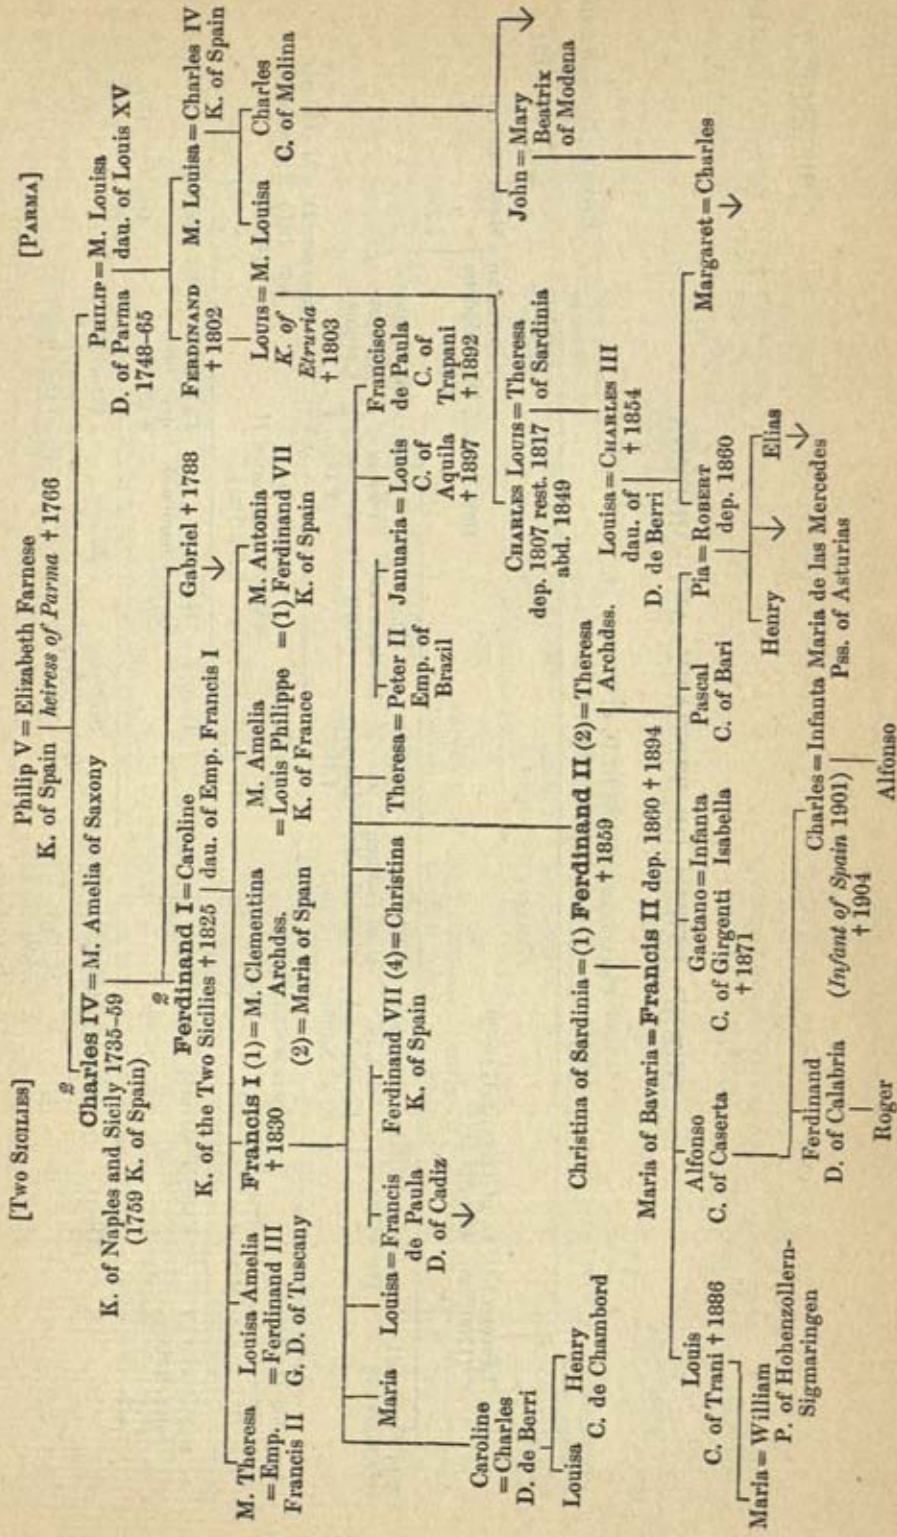 [Two Sicilies]
[Parma]
Philip V = Elizabeth Farnese
K. of Spain | heiress of Parma † 1766
2
Charles IV = M. Amelia of Saxony
K. of Naples and Sicily 1735–59
(1759 K. of Spain)
Philip = M. Louisa
D. of Parma dau. of Louis XV
1748–65
2
Ferdinand I = Caroline
K. of the Two Sicilies † 1825 | dau. of Emp. Francis I
Gabriel † 1788
Ferdinand
† 1802
M. Louisa = Charles IV
K. of Spain
M. Theresa
= Emp.
Francis II
Louisa Amelia
= Ferdinand III
G. D. of Tuscany
Francis I (1) = M. Clementina
† 1830 Archdss.
(2) = Maria of Spain
M. Amelia
= Louis Philippe
K. of France
M. Antonia
= (1) Ferdinand VII
K. of Spain
Louis = M. Louisa
K. of
Etruria
† 1803
Charles
C. of Molina
Maria
Louisa = Francis
de Paula
D. of Cadiz
Ferdinand VII (4) = Christina
K. of Spain
Theresa = Peter II
Emp. of
Brazil
Januaria = Louis
C. of
Aquila
† 1897
Francisco
de Paula
C. of
Trapani
† 1892
Caroline
= Charles
D. de Berri
Charles Louis = Theresa
dep. 1807 rest. 1817 of Sardinia
abd. 1849
John = Mary
Beatrix
of Modena
Louisa
Henry
C. de Chambord
Christina of Sardinia = (1) Ferdinand II (2) = Theresa
† 1859 Archdss.
Louisa = Charles III
dau. of † 1854
D. de Berri
Maria of Bavaria = Francis II dep. 1860 † 1894
Louis
C. of Trani † 1886
Alfonso
C. of Caserta
Gaetano = Infanta
C. of Girgenti Isabella
† 1871
Pascal
C. of Bari
Pia = Robert
dep. 1860
Margaret = Charles
Maria = William
P. of Hohenzollern-
Sigmaringen
Henry
Elias
Ferdinand
D. of Calabria
Charles = Infanta Maria de las Mercedes
(Infant of Spain 1901) Pss. of Asturias
† 1904
Roger
Alfonso